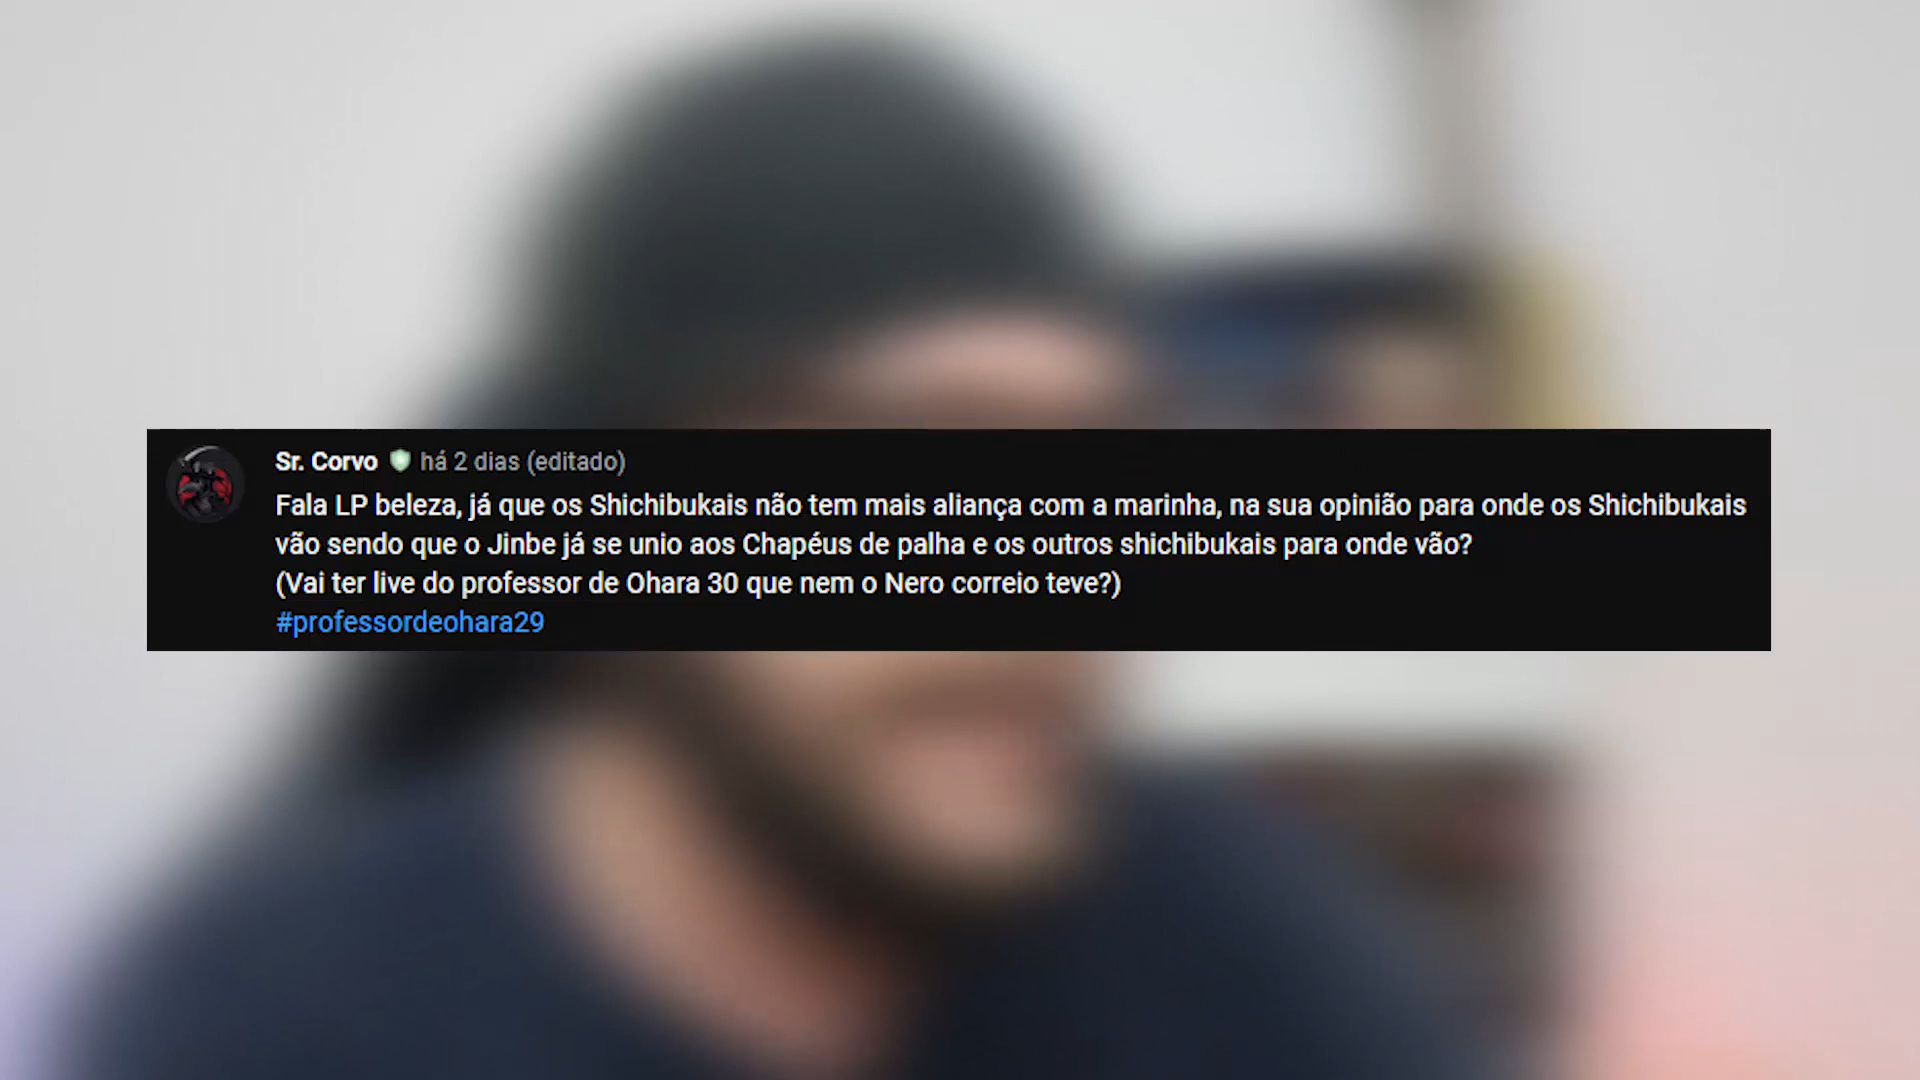 Sr. Corvo há 2 dias (editado)
Fala LP beleza, já que os Shichibukais não tem mais aliança com a marinha, na sua opinião para onde os Shichibukais
vão sendo que o Jinbe já se unio aos Chapéus de palha e os outros shichibukais para onde vão?
(Vai ter live do professor de Ohara 30 que nem o Nero correio teve?)
#professordeohara29